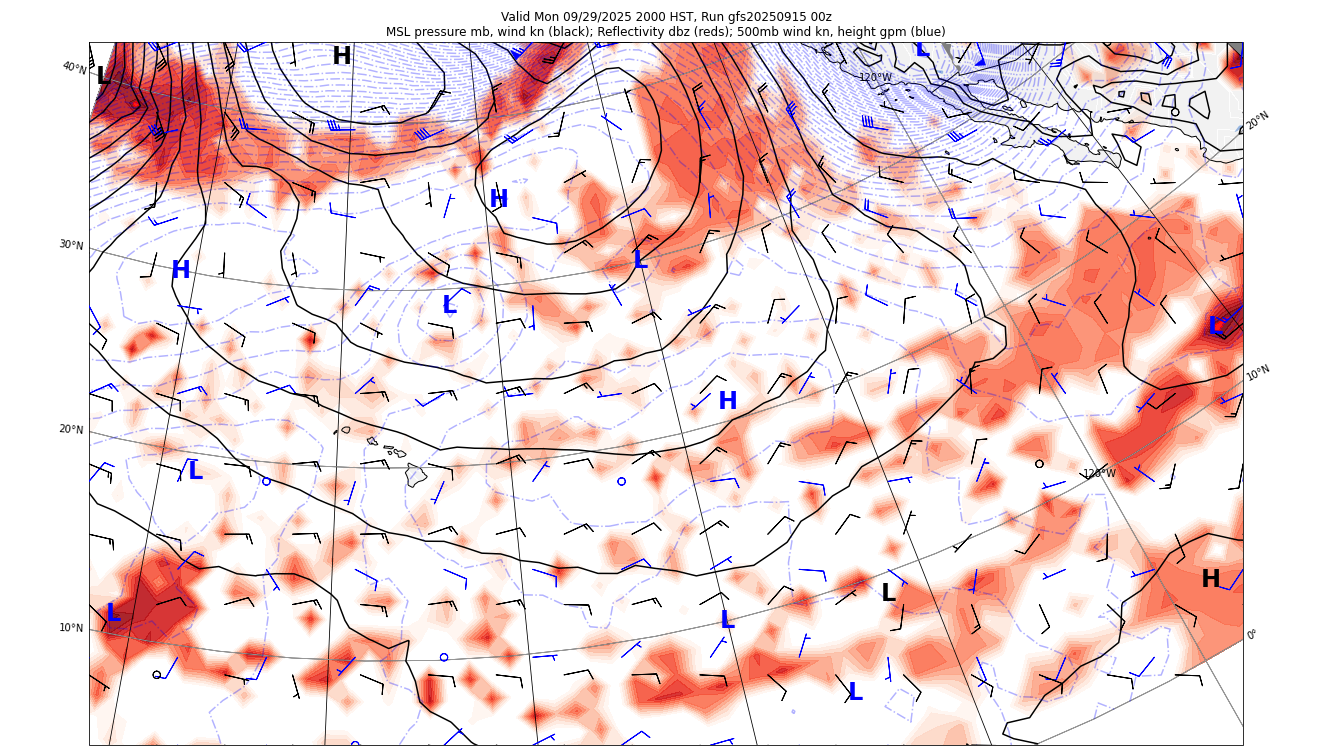 Valid Mon 09/29/2025 2000 HST, Run gfs20250915 00z
MSL pressure mb, wind kn (black); Reflectivity dbz (reds); 500mb wind kn, height gpm (blue)
L
H
L
40°N
120°W
20°N
H
30°N
H
L
L
L
10°N
H
20°N
L
120°W
H
L
L
L
10°N
0°
L